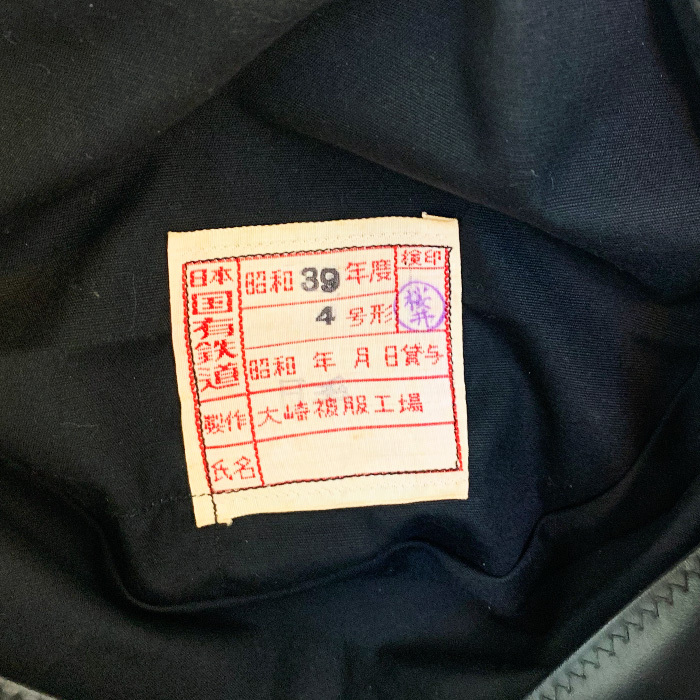 日本国有鉄道
昭和39年度
検印
4号形
桜井
昭和 年 月 日貸与
製作
大崎被服工場
氏名